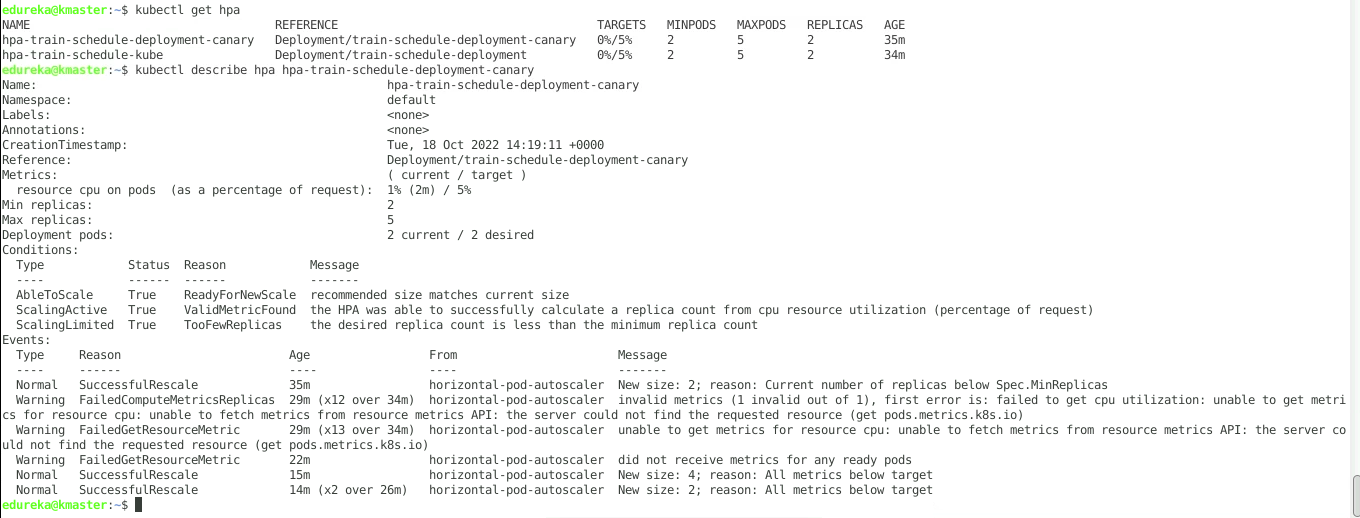 edureka@kmaster:~$ kubectl get hpa
NAME                                   REFERENCE                                     TARGETS   MINPODS   MAXPODS   REPLICAS   AGE
hpa-train-schedule-deployment-canary   Deployment/train-schedule-deployment-canary   0%/5%     2         5         2          35m
hpa-train-schedule-kube                Deployment/train-schedule-deployment          0%/5%     2         5         2          34m
edureka@kmaster:~$ kubectl describe hpa hpa-train-schedule-deployment-canary
Name:                                                  hpa-train-schedule-deployment-canary
Namespace:                                             default
Labels:                                                <none>
Annotations:                                           <none>
CreationTimestamp:                                     Tue, 18 Oct 2022 14:19:11 +0000
Reference:                                             Deployment/train-schedule-deployment-canary
Metrics:                                               ( current / target )
  resource cpu on pods  (as a percentage of request):  1% (2m) / 5%
Min replicas:                                          2
Max replicas:                                          5
Deployment pods:                                       2 current / 2 desired
Conditions:
  Type            Status  Reason            Message
  ----            ------  ------            -------
  AbleToScale     True    ReadyForNewScale  recommended size matches current size
  ScalingActive   True    ValidMetricFound  the HPA was able to successfully calculate a replica count from cpu resource utilization (percentage of request)
  ScalingLimited  True    TooFewReplicas    the desired replica count is less than the minimum replica count
Events:
  Type     Reason                        Age                 From                       Message
  ----     ------                        ----                ----                       -------
  Normal   SuccessfulRescale             35m                 horizontal-pod-autoscaler  New size: 2; reason: Current number of replicas below Spec.MinReplicas
  Warning  FailedComputeMetricsReplicas  29m (x12 over 34m)  horizontal-pod-autoscaler  invalid metrics (1 invalid out of 1), first error is: failed to get cpu utilization: unable to get metri
cs for resource cpu: unable to fetch metrics from resource metrics API: the server could not find the requested resource (get pods.metrics.k8s.io)
  Warning  FailedGetResourceMetric       29m (x13 over 34m)  horizontal-pod-autoscaler  unable to get metrics for resource cpu: unable to fetch metrics from resource metrics API: the server co
uld not find the requested resource (get pods.metrics.k8s.io)
  Warning  FailedGetResourceMetric       22m                 horizontal-pod-autoscaler  did not receive metrics for any ready pods
  Normal   SuccessfulRescale             15m                 horizontal-pod-autoscaler  New size: 4; reason: All metrics below target
  Normal   SuccessfulRescale             14m (x2 over 26m)   horizontal-pod-autoscaler  New size: 2; reason: All metrics below target
edureka@kmaster:~$